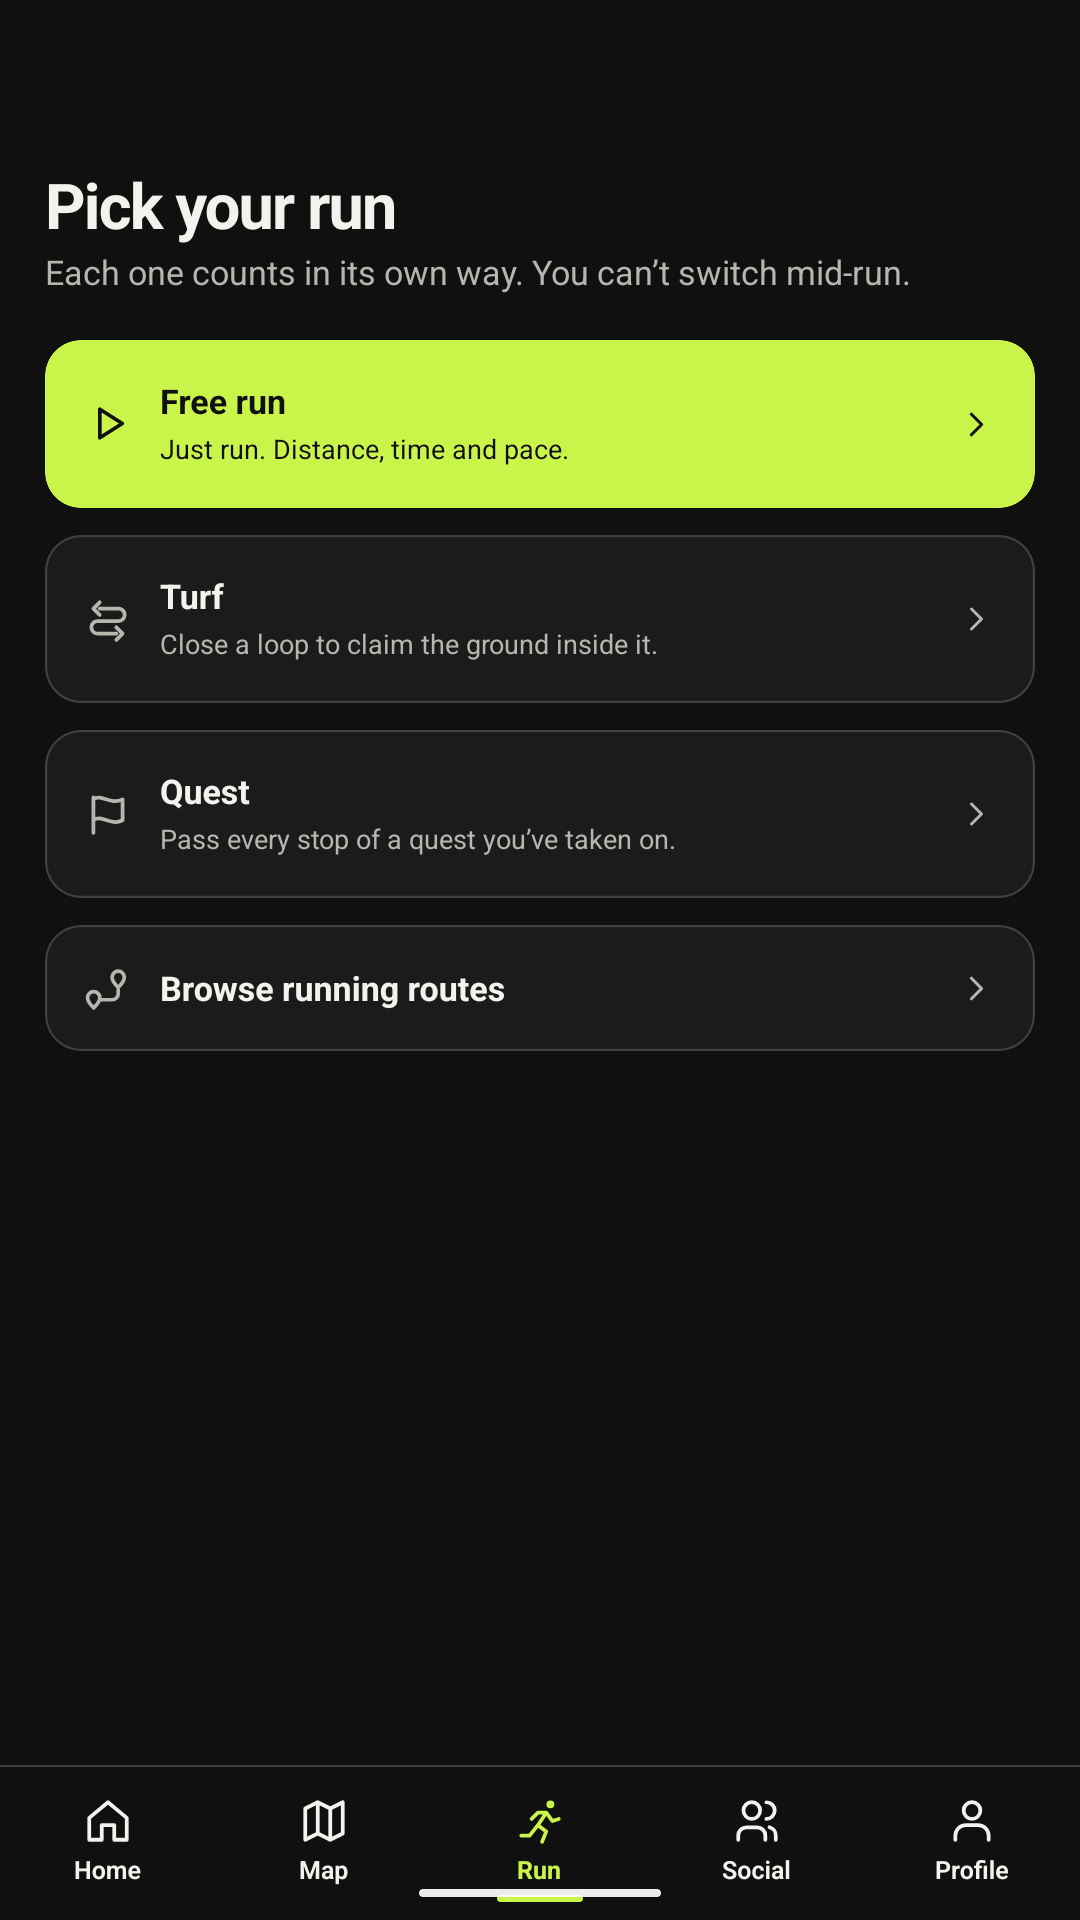 Pick your run
Each one counts in its own way. You can’t switch mid-run.
Free run
Just run. Distance, time and pace.
Turf
Close a loop to claim the ground inside it.
Quest
Pass every stop of a quest you’ve taken on.
Browse running routes
Home
Map
Run
Social
Profile